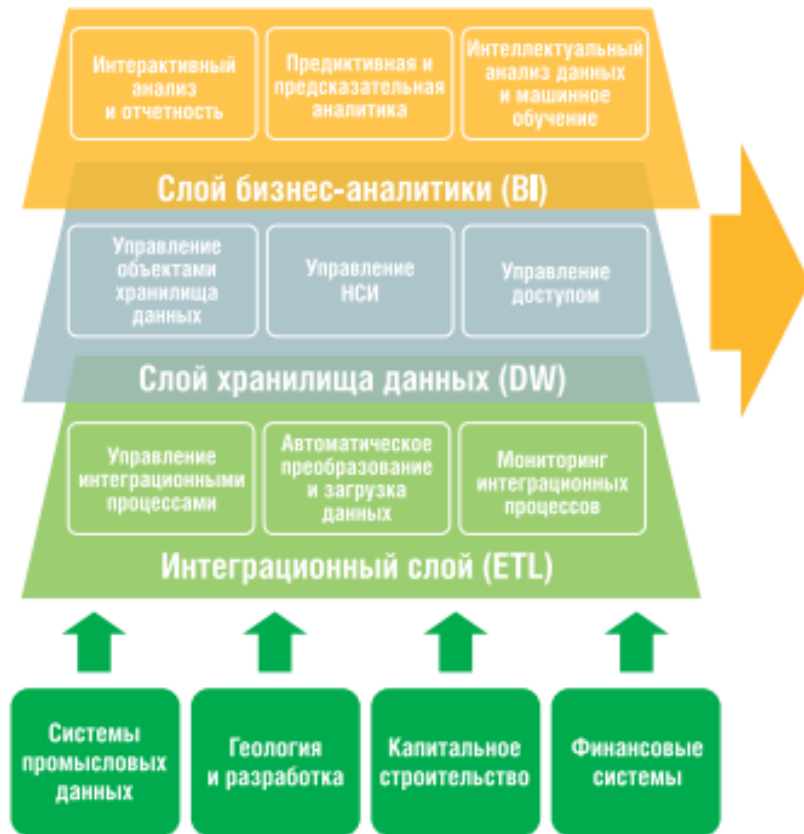 Интерактивный
анализ
и отчетность
Предиктивная и
предсказательная
аналитика
Интеллектуальный
анализ данных
и машинное
обучение
Слой бизнес-аналитики (BI)
Управление
объектами
хранилища
данных
Управление
НСИ
Управление
доступом
Слой хранилища данных (DW)
Управление
интеграционными
процессами
Автоматическое
преобразование
и загрузка
данных
Мониторинг
интеграционных
процессов
Интеграционный слой (ETL)
Системы
промысловых
данных
Геология
и разработка
Капитальное
строительство
Финансовые
системы